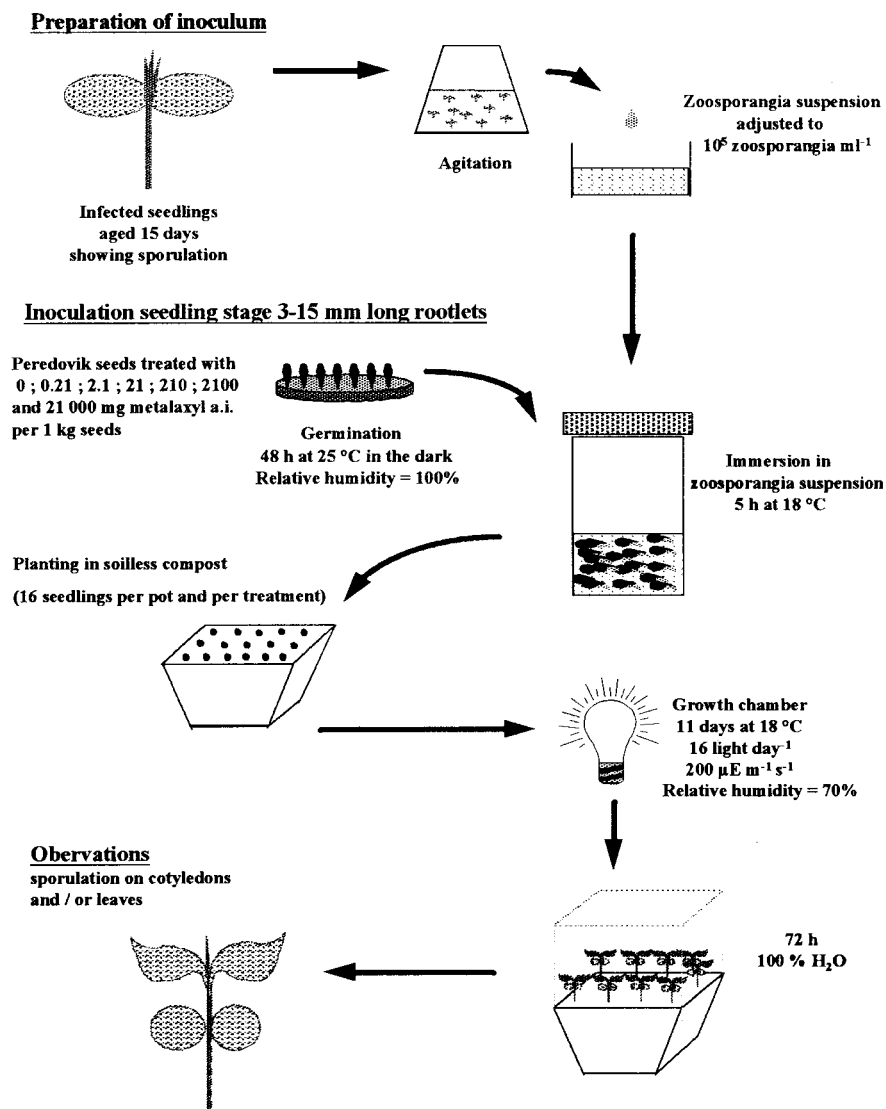 Preparation of inoculum
Zoosporangia suspension
adjusted to
10⁵ zoosporangia ml⁻¹
Agitation
Infected seedlings
aged 15 days
showing sporulation
Inoculation seedling stage 3-15 mm long rootlets
Peredovik seeds treated with
0 ; 0.21 ; 2.1 ; 21 ; 210 ; 2100
and 21 000 mg metalaxyl a.i.
per 1 kg seeds
Germination
48 h at 25 °C in the dark
Relative humidity = 100%
Immersion in
zoosporangia suspension
5 h at 18 °C
Planting in soilless compost
(16 seedlings per pot and per treatment)
Growth chamber
11 days at 18 °C
16 light day⁻¹
200 µE m⁻¹ s⁻¹
Relative humidity = 70%
Obervations
sporulation on cotyledons
and / or leaves
72 h
100 % H₂O